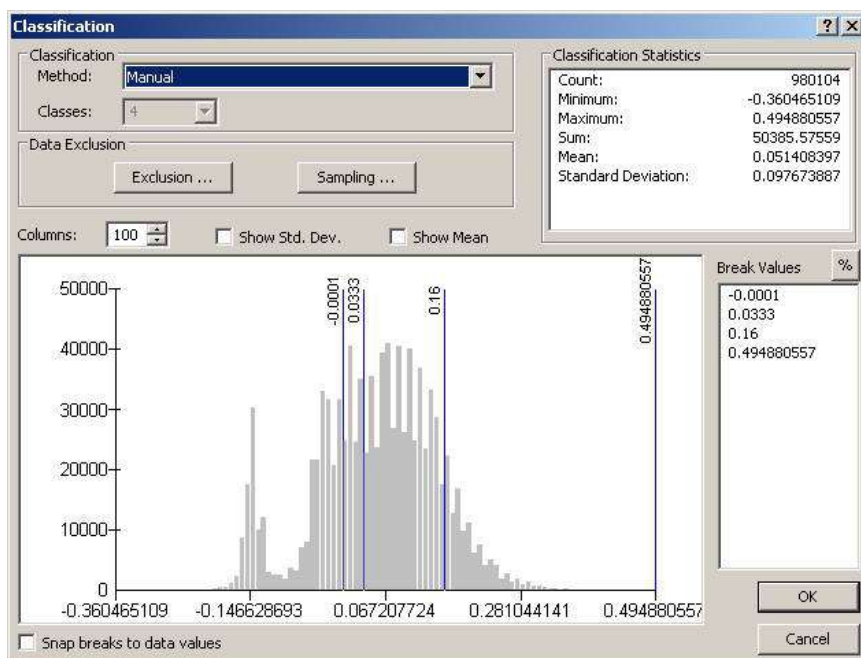 Classification
Classification
Method: Manual
Classes: 4
Data Exclusion
Exclusion ...
Sampling ...
Classification Statistics
Count: 980104
Minimum: -0.360465109
Maximum: 0.494880557
Sum: 50385.57559
Mean: 0.051408397
Standard Deviation: 0.097673887
Columns: 100
Show Std. Dev.
Show Mean
Break Values
%
-0.0001
0.0333
0.16
0.494880557
50000
40000
30000
20000
10000
0
-0.0001
0.0333
0.16
0.494880557
-0.360465109
-0.146628693
0.067207724
0.281044141
0.494880557
Snap breaks to data values
OK
Cancel